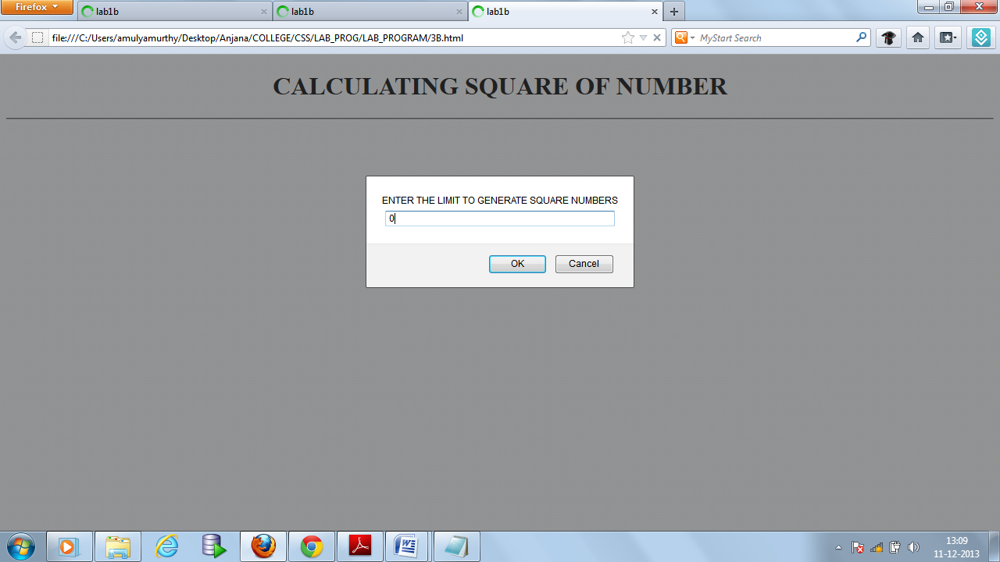 Firefox
lab1b
lab1b
lab1b
file:///C:/Users/amulyamurthy/Desktop/Anjana/COLLEGE/CSS/LAB_PROG/LAB_PROGRAM/3B.html
MyStart Search
CALCULATING SQUARE OF NUMBER
ENTER THE LIMIT TO GENERATE SQUARE NUMBERS
0
OK
Cancel
13:09
11-12-2013